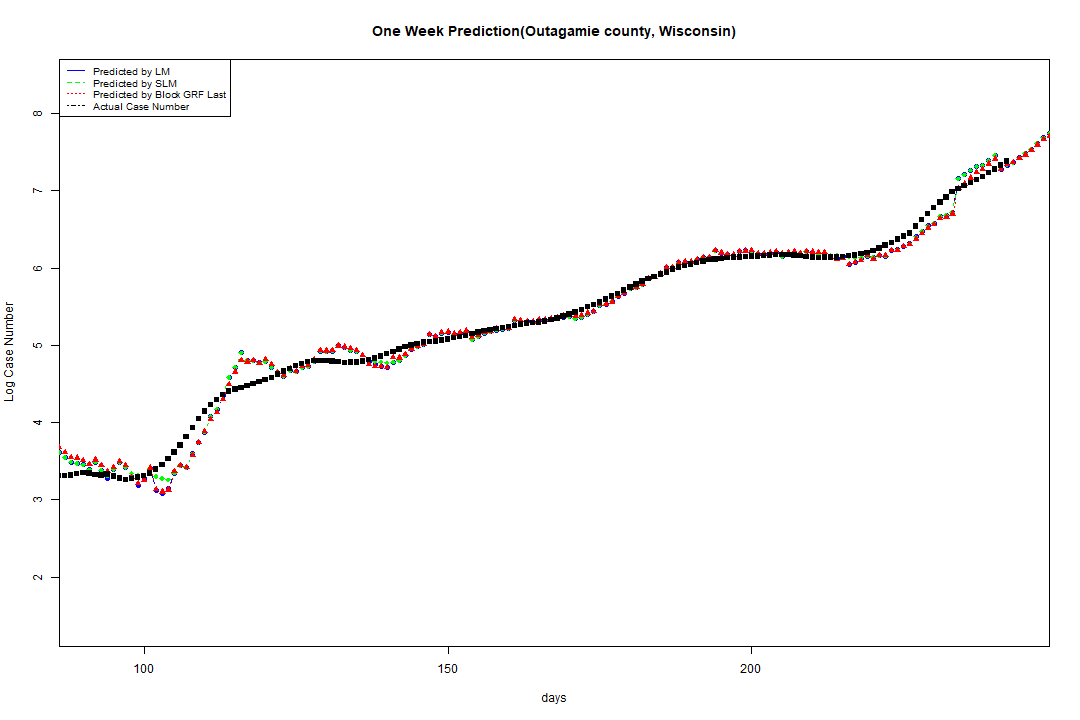 One Week Prediction(Outagamie county, Wisconsin)
Predicted by LM
Predicted by SLM
Predicted by Block GRF Last
Actual Case Number
8
7
6
5
4
3
2
Log Case Number
100 150 200
days